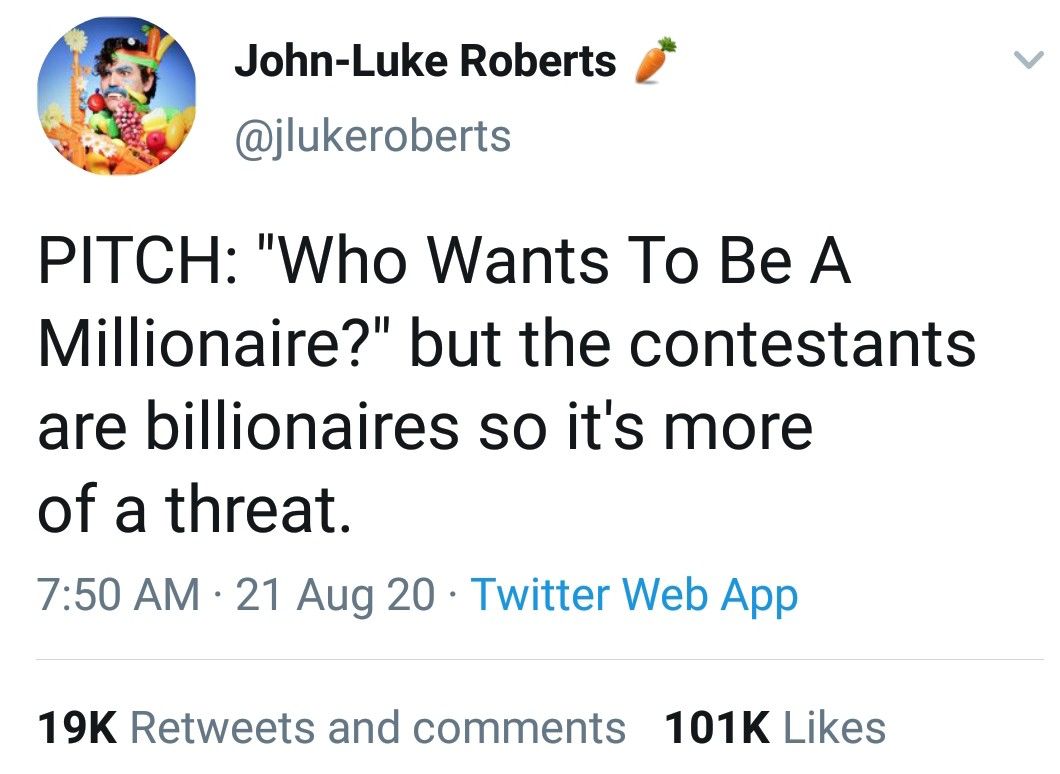 John-Luke Roberts 🥕
@jlukeroberts
PITCH: "Who Wants To Be A
Millionaire?" but the contestants
are billionaires so it's more
of a threat.
7:50 AM · 21 Aug 20 · Twitter Web App
19K Retweets and comments 101K Likes